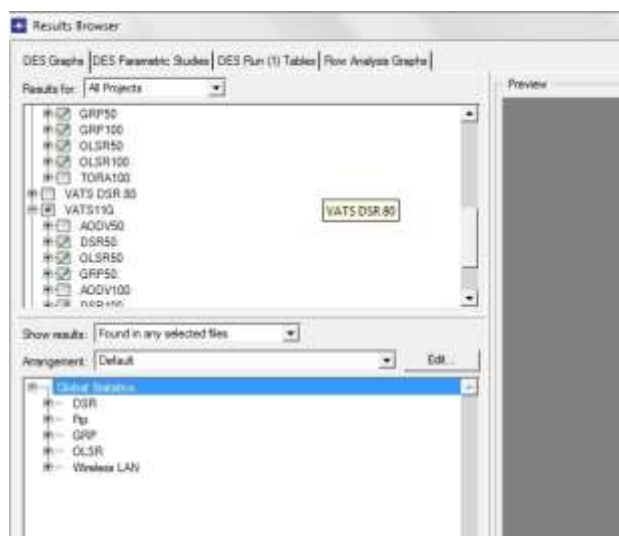 Results Browser
DES Graphs DES Parametric Studies DES Run (1) Tables Flow Analysis Graphs
Results for: All Projects
Preview
GRP50
GRP100
OLSR50
OLSR100
TORA100
VATS DSR 80
VATS11G
VATS DSR 80
AODV50
DSR50
OLSR50
GRP50
AODV100
DSR100
Show results: Found in any selected files
Arrangement: Default Edit...
Global Statistics
DSR
Ftp
GRP
OLSR
Wireless LAN